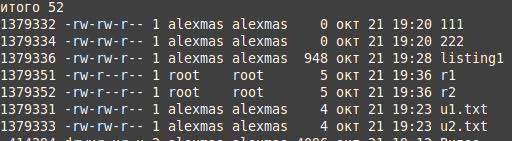 итого 52
1379332 -rw-rw-r-- 1 alexmas alexmas    0 окт 21 19:20 111
1379334 -rw-rw-r-- 1 alexmas alexmas    0 окт 21 19:20 222
1379336 -rw-rw-r-- 1 alexmas alexmas  948 окт 21 19:28 listing1
1379351 -rw-r--r-- 1 root    root       5 окт 21 19:36 r1
1379352 -rw-r--r-- 1 root    root       5 окт 21 19:36 r2
1379331 -rw-rw-r-- 1 alexmas alexmas    4 окт 21 19:23 u1.txt
1379333 -rw-rw-r-- 1 alexmas alexmas    4 окт 21 19:23 u2.txt